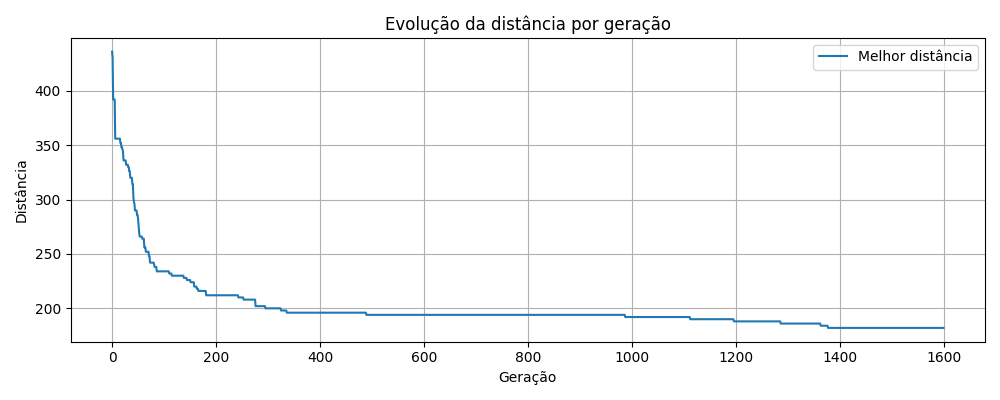 Evolução da distância por geração
Melhor distância
Distância
400
350
300
250
200
0 200 400 600 800 1000 1200 1400 1600
Geração